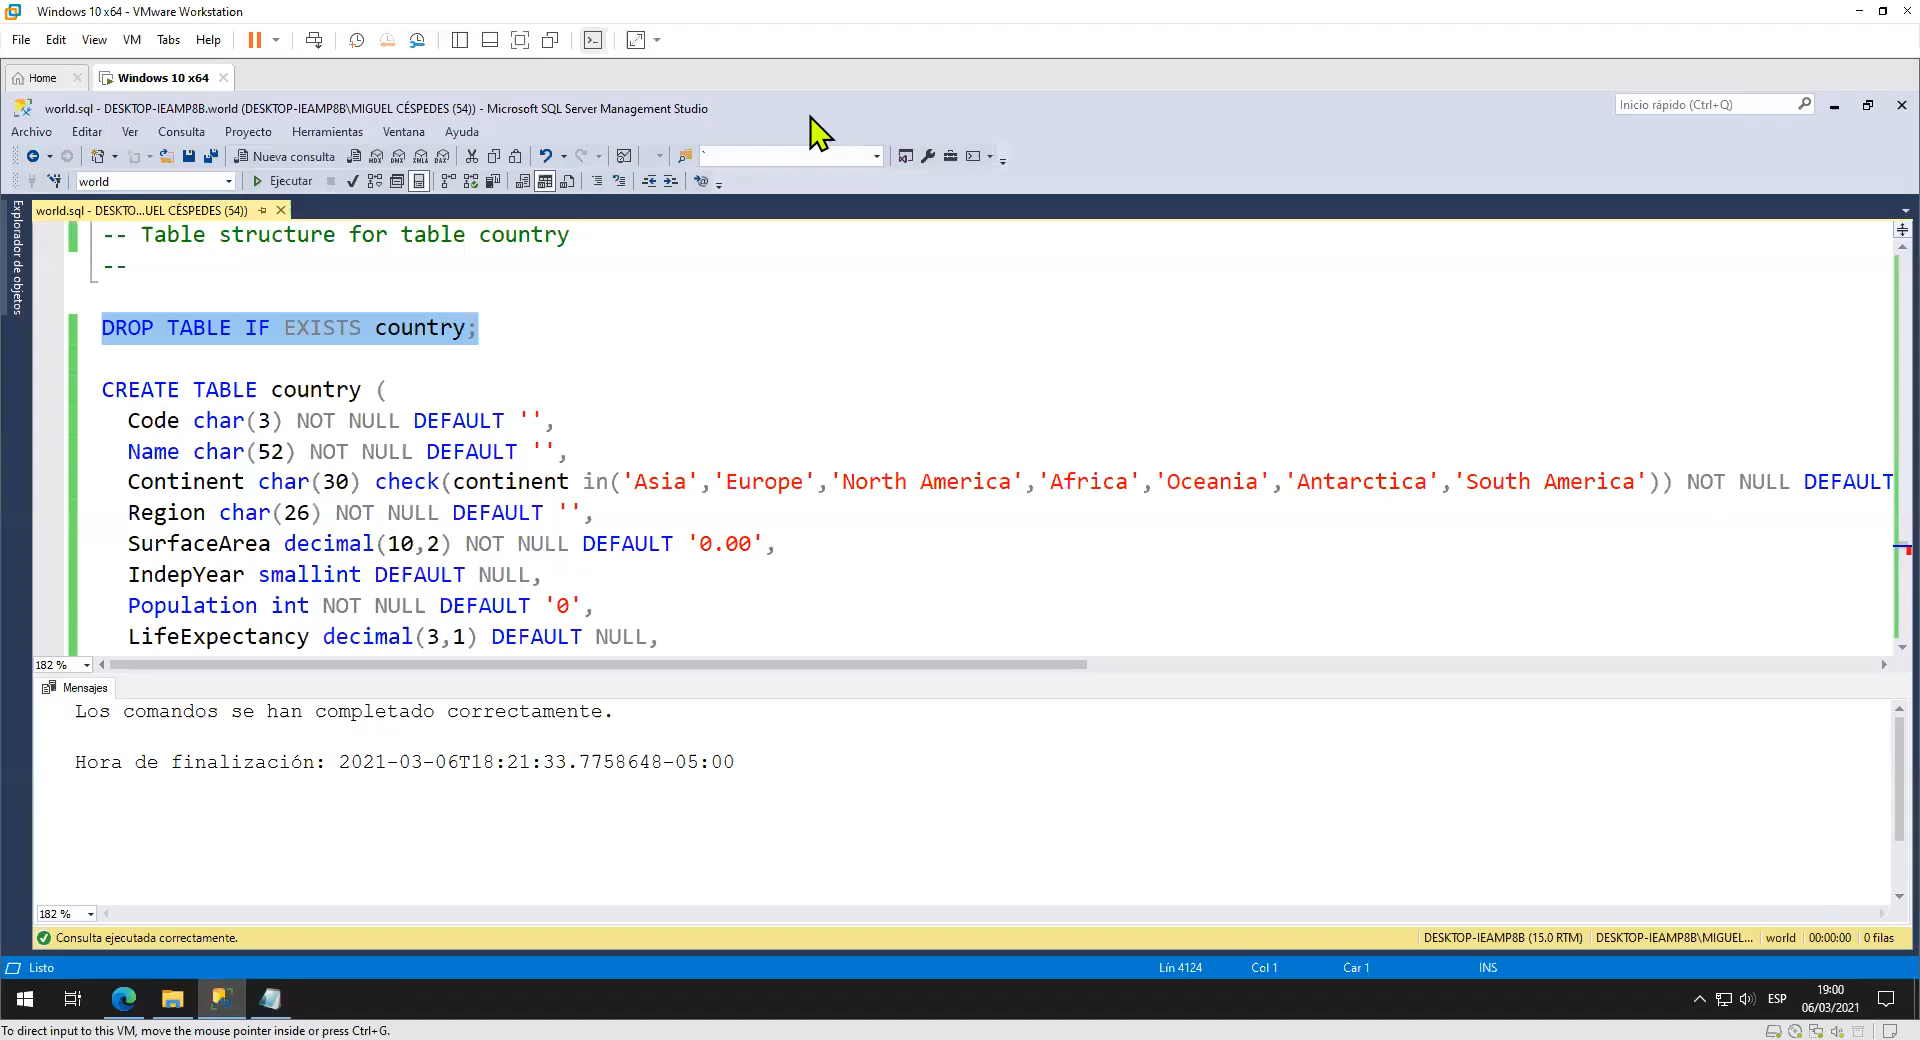 Windows 10 x64 - VMware Workstation
File Edit View VM Tabs Help
Home Windows 10 x64
world.sql - DESKTOP-IEAMP8B.world (DESKTOP-IEAMP8B\MIGUEL CÉSPEDES (54)) - Microsoft SQL Server Management Studio
Inicio rápido (Ctrl+Q)
Archivo Editar Ver Consulta Proyecto Herramientas Ventana Ayuda
Nueva consulta MDX DMX XMLA DAX `
world Ejecutar
Explorador de objetos
world.sql - DESKTO...UEL CÉSPEDES (54))
-- Table structure for table country
--
DROP TABLE IF EXISTS country;
CREATE TABLE country (
Code char(3) NOT NULL DEFAULT '',
Name char(52) NOT NULL DEFAULT '',
Continent char(30) check(continent in('Asia','Europe','North America','Africa','Oceania','Antarctica','South America')) NOT NULL DEFAULT
Region char(26) NOT NULL DEFAULT '',
SurfaceArea decimal(10,2) NOT NULL DEFAULT '0.00',
IndepYear smallint DEFAULT NULL,
Population int NOT NULL DEFAULT '0',
LifeExpectancy decimal(3,1) DEFAULT NULL,
182 %
Mensajes
Los comandos se han completado correctamente.
Hora de finalización: 2021-03-06T18:21:33.7758648-05:00
182 %
Consulta ejecutada correctamente. DESKTOP-IEAMP8B (15.0 RTM) DESKTOP-IEAMP8B\MIGUEL... world 00:00:00 0 filas
Listo Lín 4124 Col 1 Car 1 INS
ESP 19:00
06/03/2021
To direct input to this VM, move the mouse pointer inside or press Ctrl+G.